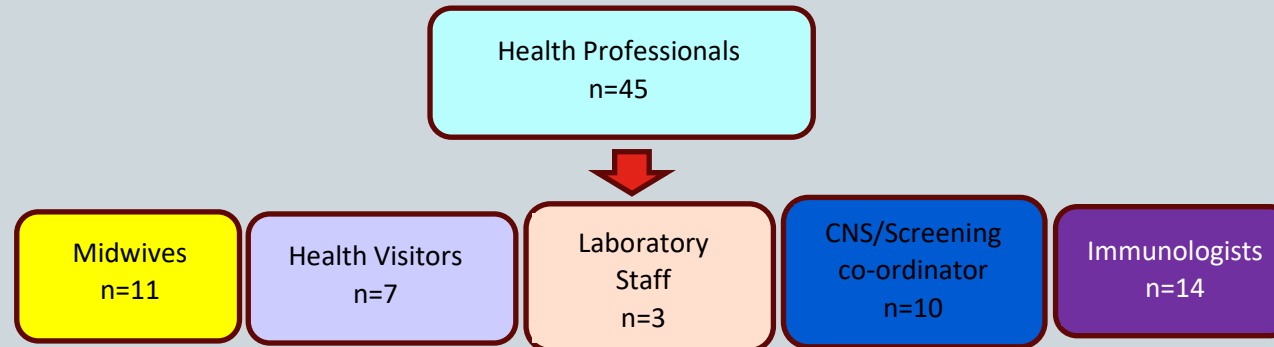 Health Professionals
n=45
Midwives
n=11
Health Visitors
n=7
Laboratory
Staff
n=3
CNS/Screening
co-ordinator
n=10
Immunologists
n=14